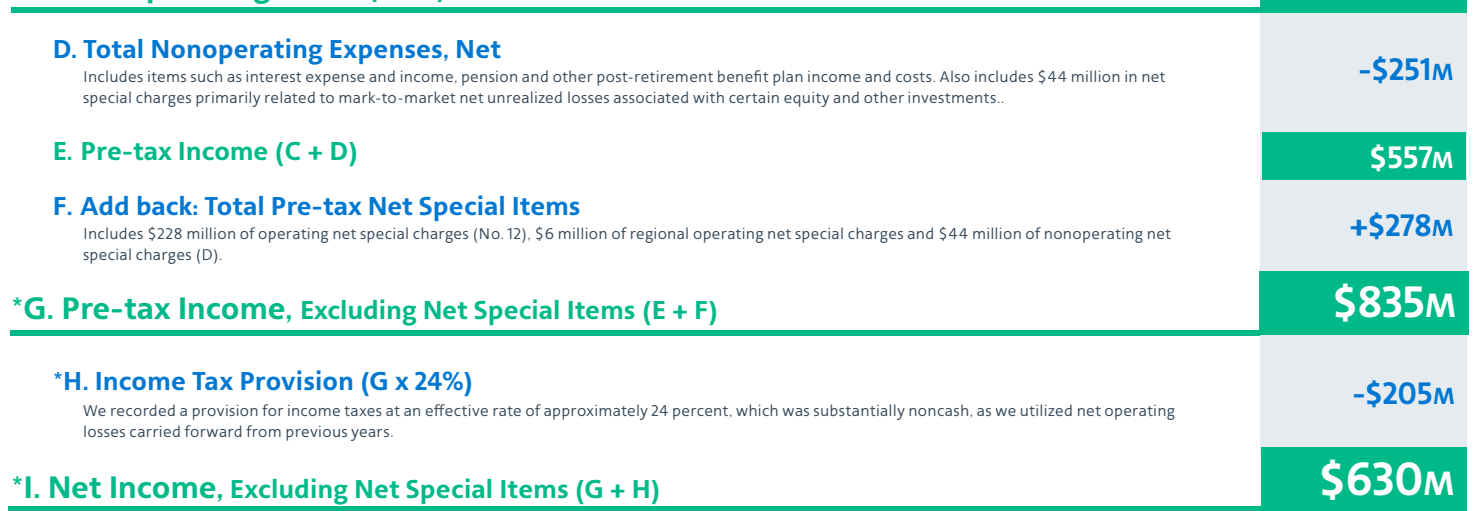 D. Total Nonoperating Expenses, Net
Includes items such as interest expense and income, pension and other post-retirement benefit plan income and costs. Also includes $44 million in net
special charges primarily related to mark-to-market net unrealized losses associated with certain equity and other investments..
-$251M
E. Pre-tax Income (C + D)
$557M
F. Add back: Total Pre-tax Net Special Items
Includes $228 million of operating net special charges (No. 12), $6 million of regional operating net special charges and $44 million of nonoperating net
special charges (D).
+$278M
*G. Pre-tax Income, Excluding Net Special Items (E + F)
$835M
*H. Income Tax Provision (G x 24%)
We recorded a provision for income taxes at an effective rate of approximately 24 percent, which was substantially noncash, as we utilized net operating
losses carried forward from previous years.
-$205M
*I. Net Income, Excluding Net Special Items (G + H)
$630M